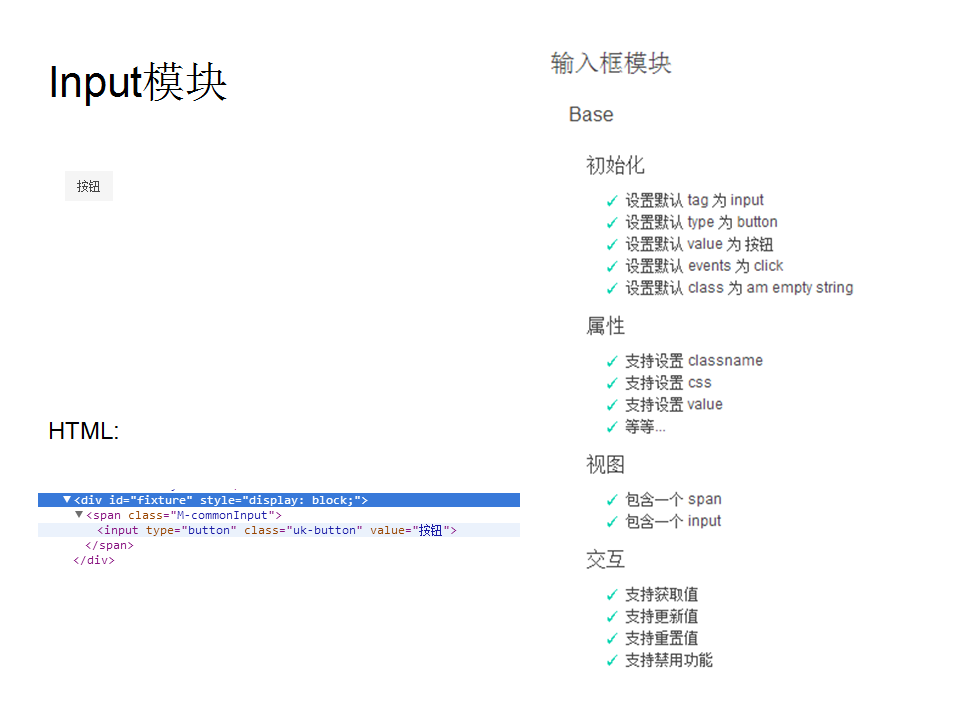 Input模块
按钮
HTML:
<div id="fixture" style="display: block;">
<span class="M-commonInput">
<input type="button" class="uk-button" value="按钮">
</span>
</div>
输入框模块
Base
初始化
✓ 设置默认 tag 为 input
✓ 设置默认 type 为 button
✓ 设置默认 value 为 按钮
✓ 设置默认 events 为 click
✓ 设置默认 class 为 am empty string
属性
✓ 支持设置 classname
✓ 支持设置 css
✓ 支持设置 value
✓ 等等...
视图
✓ 包含一个 span
✓ 包含一个 input
交互
✓ 支持获取值
✓ 支持更新值
✓ 支持重置值
✓ 支持禁用功能